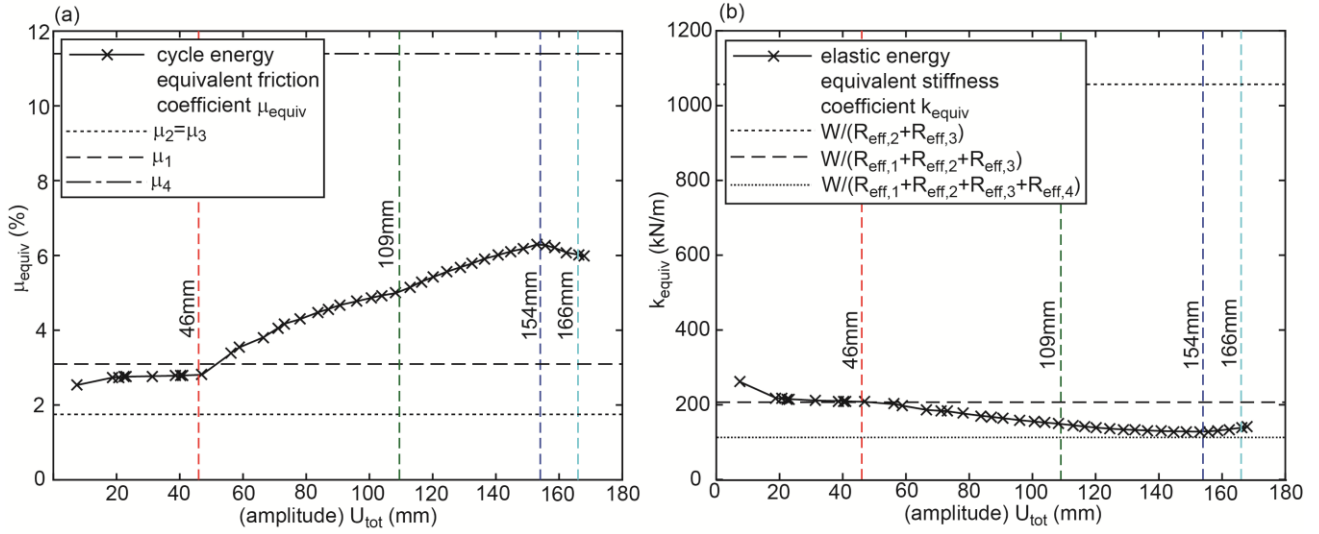 (a)
12
10
8
6
4
2
0
μequiv (%)
cycle energy
equivalent friction
coefficient μequiv
μ2=μ3
μ1
μ4
46mm
109mm
154mm
166mm
20 40 60 80 100 120 140 160 180
(amplitude) Utot (mm)
(b)
1200
1000
800
600
400
200
0
kequiv (kN/m)
elastic energy
equivalent stiffness
coefficient kequiv
W/(Reff,2+Reff,3)
W/(Reff,1+Reff,2+Reff,3)
W/(Reff,1+Reff,2+Reff,3+Reff,4)
46mm
109mm
154mm
166mm
0 20 40 60 80 100 120 140 160 180
(amplitude) Utot (mm)